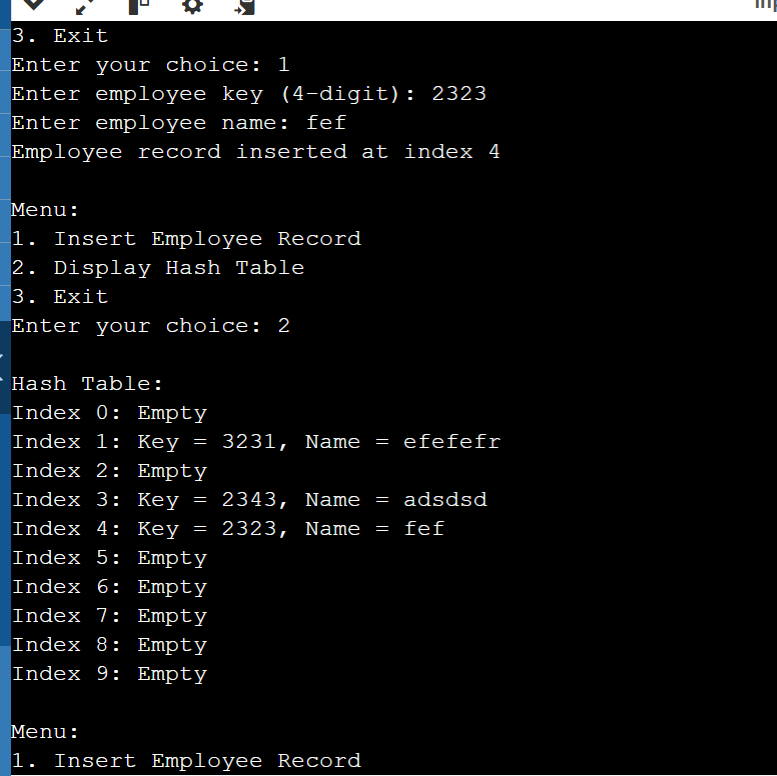 3. Exit
Enter your choice: 1
Enter employee key (4-digit): 2323
Enter employee name: fef
Employee record inserted at index 4
Menu:
1. Insert Employee Record
2. Display Hash Table
3. Exit
Enter your choice: 2
Hash Table:
Index 0: Empty
Index 1: Key = 3231, Name = efefefr
Index 2: Empty
Index 3: Key = 2343, Name = adsdsd
Index 4: Key = 2323, Name = fef
Index 5: Empty
Index 6: Empty
Index 7: Empty
Index 8: Empty
Index 9: Empty
Menu:
1. Insert Employee Record